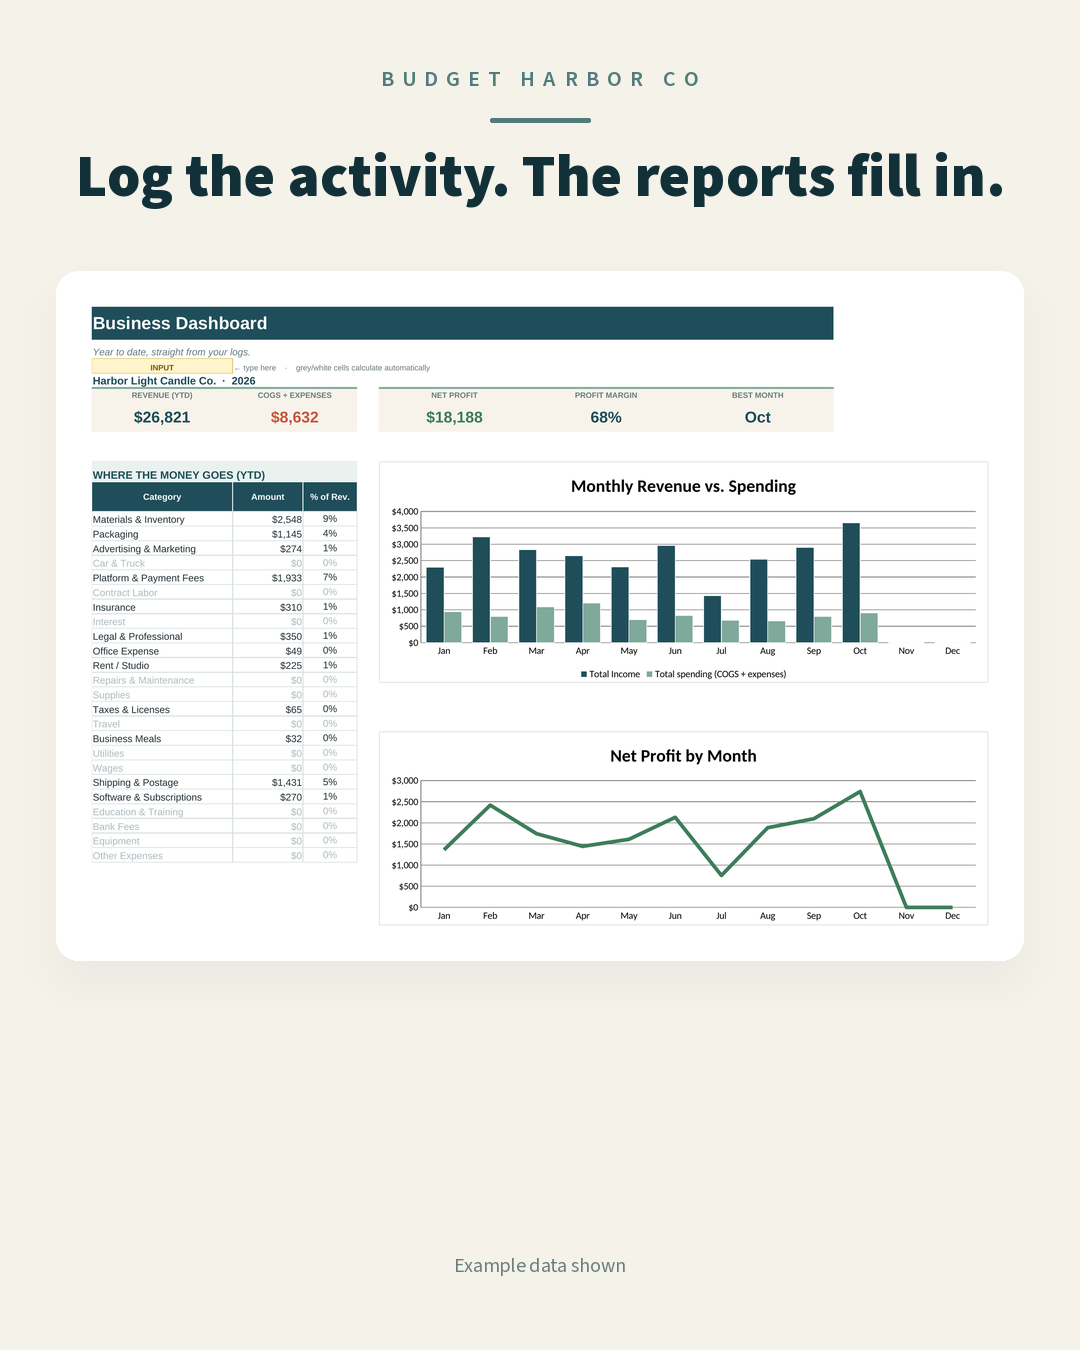 BUDGET HARBOR CO
Log the activity. The reports fill in.
Business Dashboard
Year to date, straight from your logs.
INPUT ← type here · grey/white cells calculate automatically
Harbor Light Candle Co. · 2026
REVENUE (YTD) COGS + EXPENSES NET PROFIT PROFIT MARGIN BEST MONTH
$26,821 $8,632 $18,188 68% Oct
WHERE THE MONEY GOES (YTD)
Category Amount % of Rev.
Materials & Inventory $2,548 9%
Packaging $1,145 4%
Advertising & Marketing $274 1%
Car & Truck $0 0%
Platform & Payment Fees $1,933 7%
Contract Labor $0 0%
Insurance $310 1%
Interest $0 0%
Legal & Professional $350 1%
Office Expense $49 0%
Rent / Studio $225 1%
Repairs & Maintenance $0 0%
Supplies $0 0%
Taxes & Licenses $65 0%
Travel $0 0%
Business Meals $32 0%
Utilities $0 0%
Wages $0 0%
Shipping & Postage $1,431 5%
Software & Subscriptions $270 1%
Education & Training $0 0%
Bank Fees $0 0%
Equipment $0 0%
Other Expenses $0 0%
Monthly Revenue vs. Spending
$4,000
$3,500
$3,000
$2,500
$2,000
$1,500
$1,000
$500
$0
Jan Feb Mar Apr May Jun Jul Aug Sep Oct Nov Dec
Total Income Total spending (COGS + expenses)
Net Profit by Month
$3,000
$2,500
$2,000
$1,500
$1,000
$500
$0
Jan Feb Mar Apr May Jun Jul Aug Sep Oct Nov Dec
Example data shown